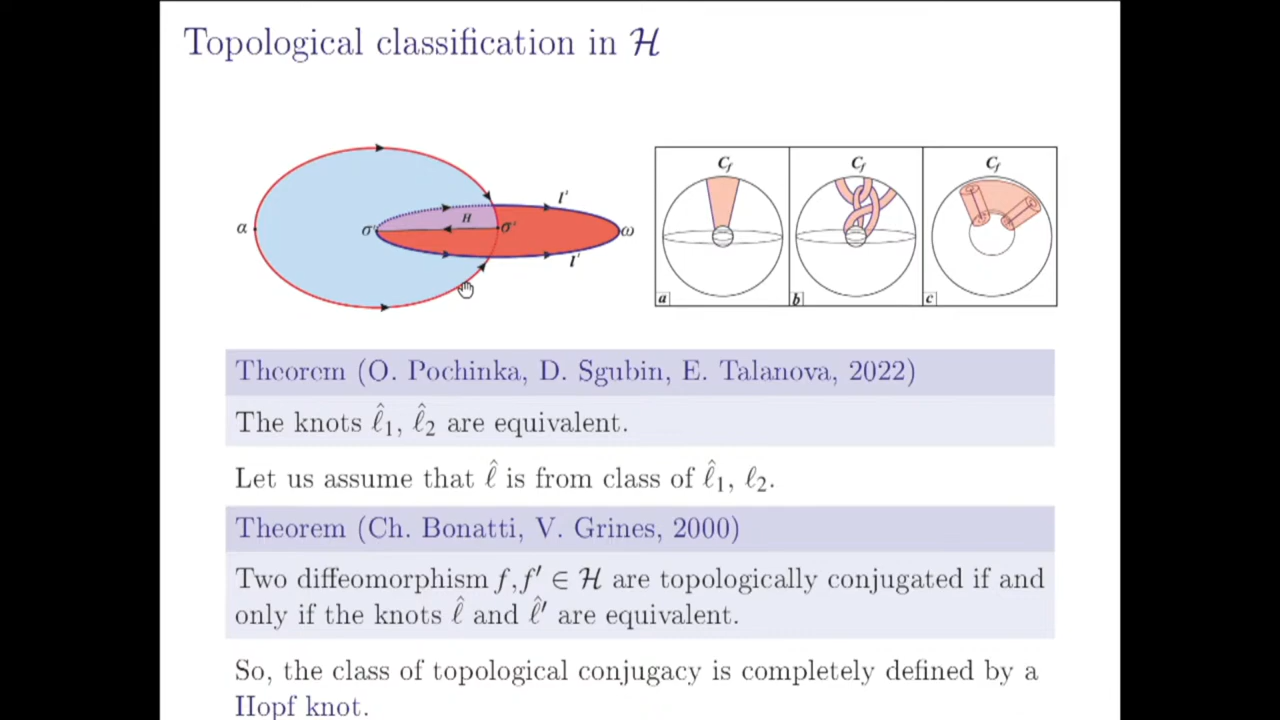 Topological classification in ℋ
α
σ'
H
σ'
l'
l'
ω
C_f
C_f
C_f
a
b
c
Theorem (O. Pochinka, D. Sgubin, E. Talanova, 2022)
The knots ℓ̂₁, ℓ̂₂ are equivalent.
Let us assume that ℓ̂ is from class of ℓ̂₁, ℓ₂.
Theorem (Ch. Bonatti, V. Grines, 2000)
Two diffeomorphism f, f′ ∈ ℋ are topologically conjugated if and
only if the knots ℓ̂ and ℓ̂′ are equivalent.
So, the class of topological conjugacy is completely defined by a
Hopf knot.